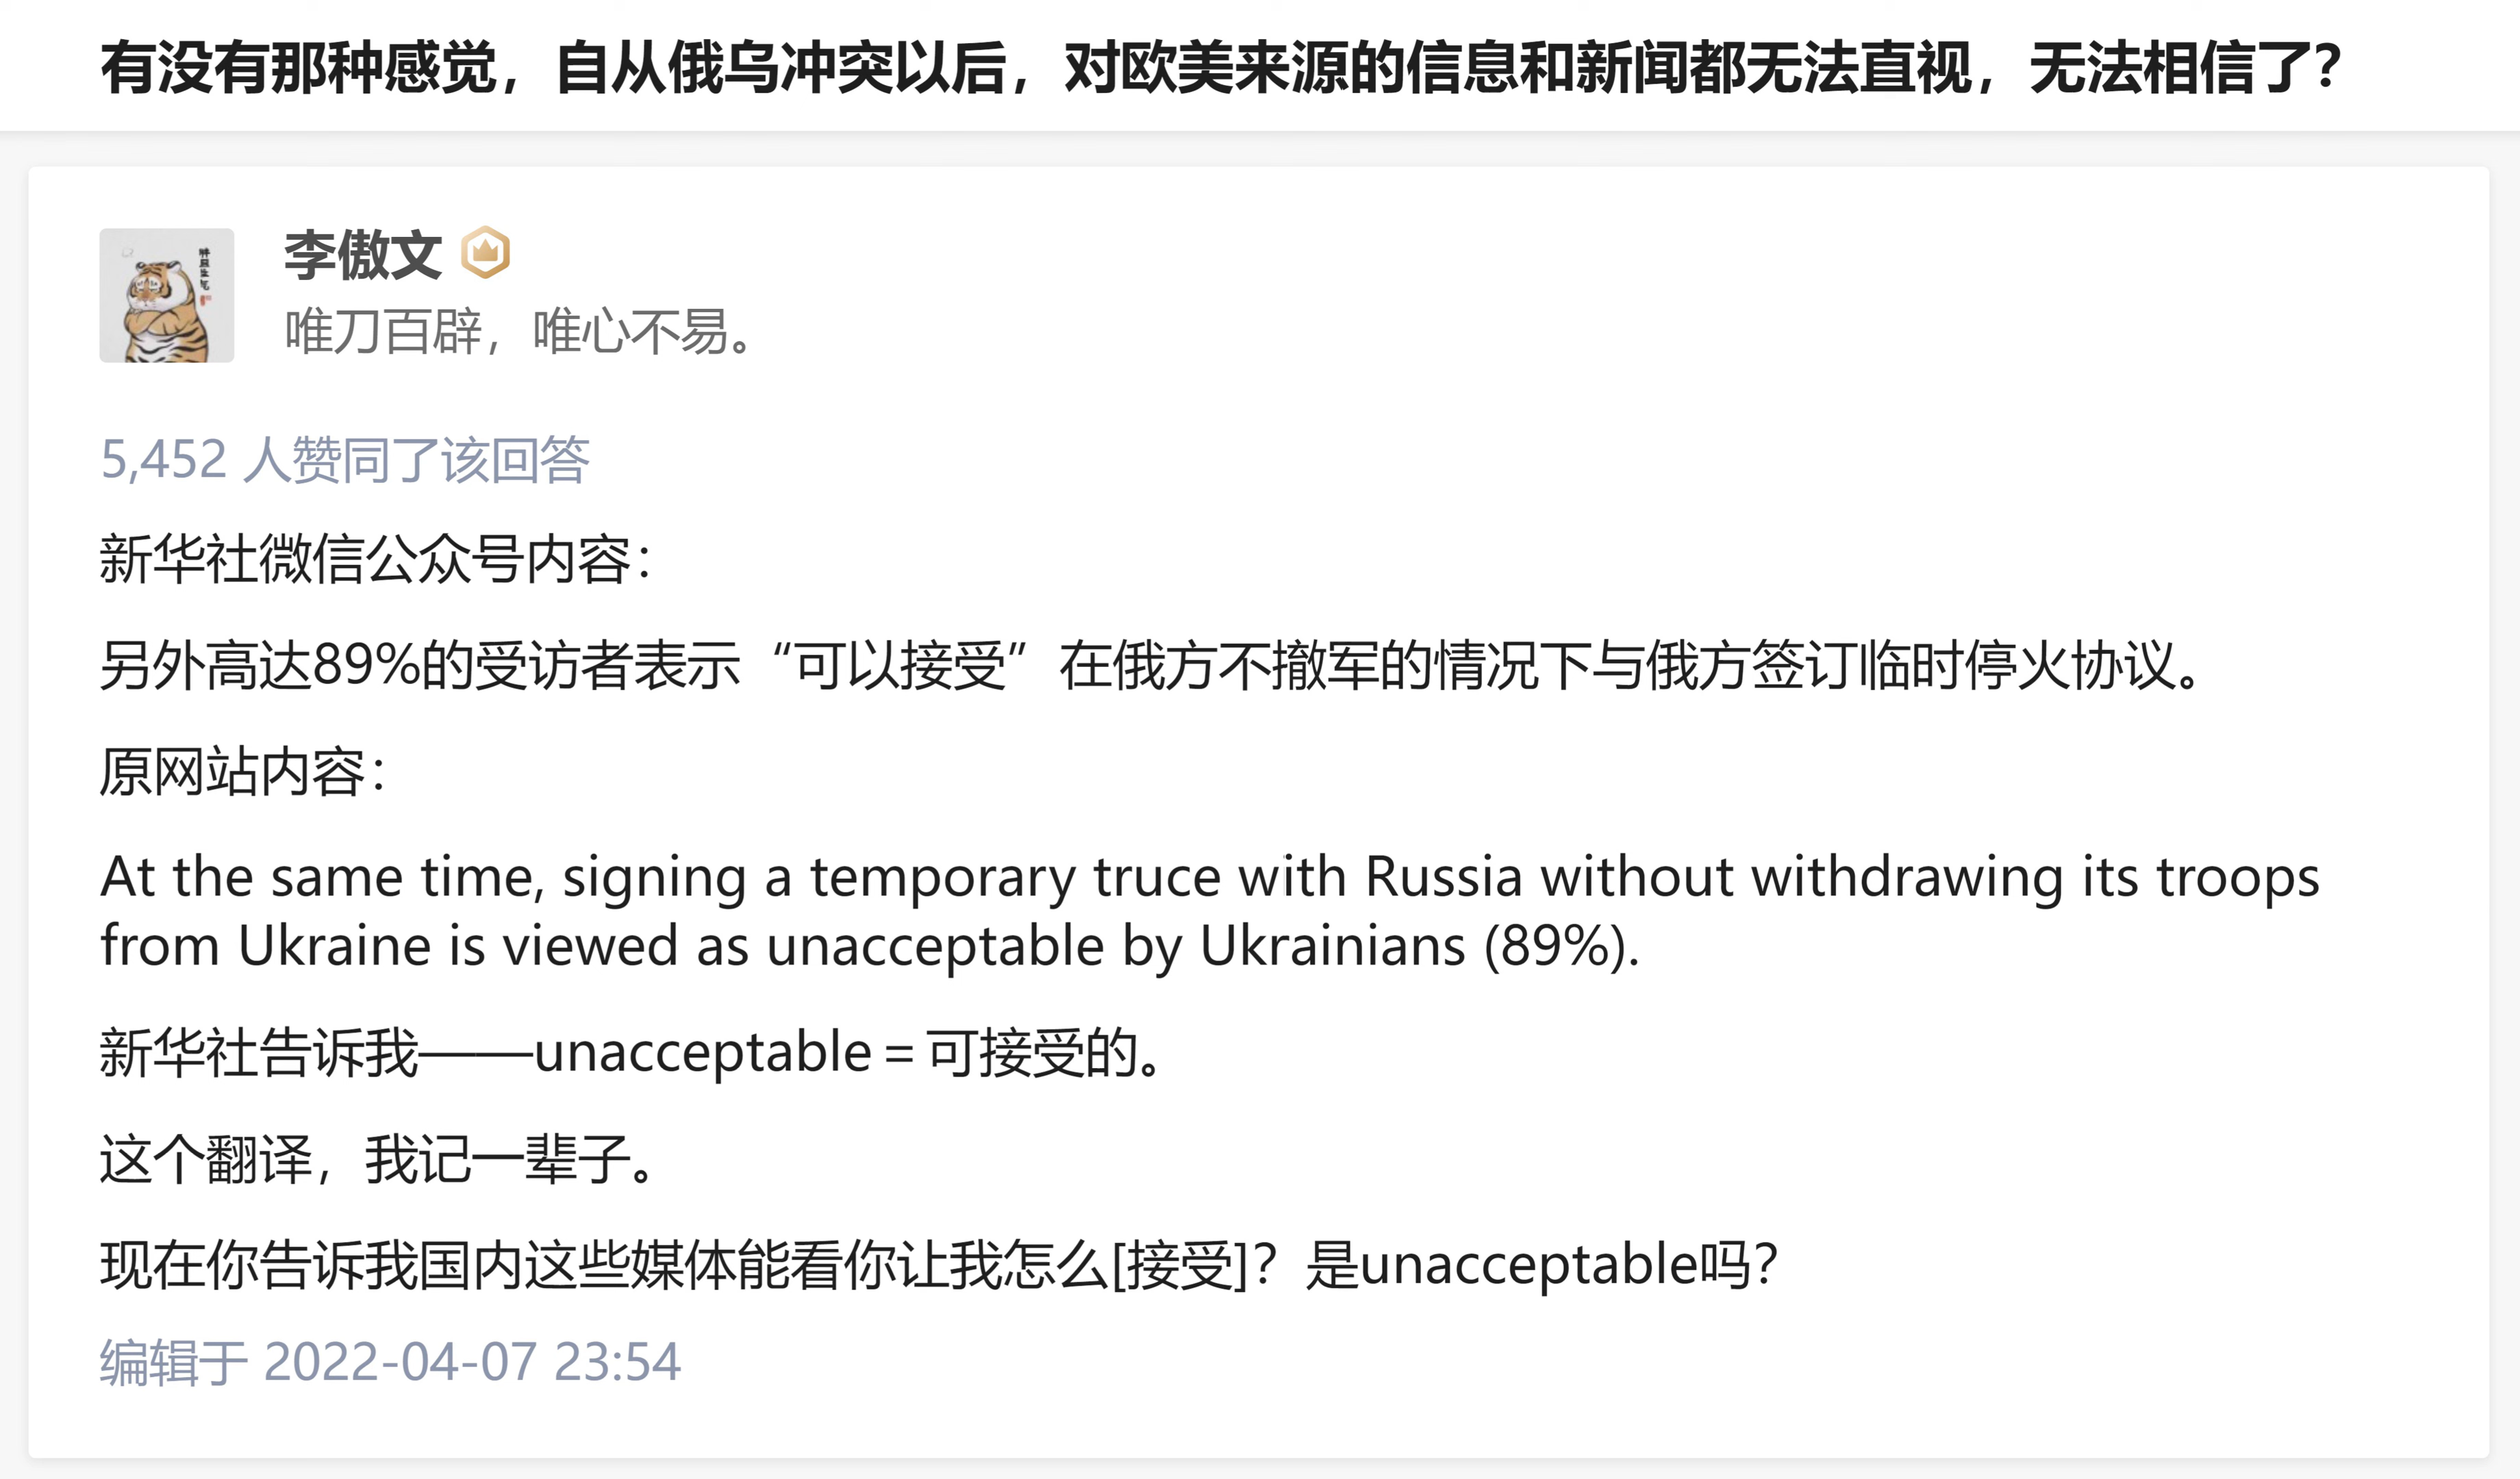 有没有那种感觉，自从俄乌冲突以后，对欧美来源的信息和新闻都无法直视，无法相信了？
李傲文
唯刀百辟，唯心不易。
5,452 人赞同了该回答
新华社微信公众号内容：
另外高达89%的受访者表示“可以接受”在俄方不撤军的情况下与俄方签订临时停火协议。
原网站内容：
At the same time, signing a temporary truce with Russia without withdrawing its troops
from Ukraine is viewed as unacceptable by Ukrainians (89%).
新华社告诉我——unacceptable＝可接受的。
这个翻译，我记一辈子。
现在你告诉我国内这些媒体能看你让我怎么[接受]？是unacceptable吗？
编辑于 2022-04-07 23:54